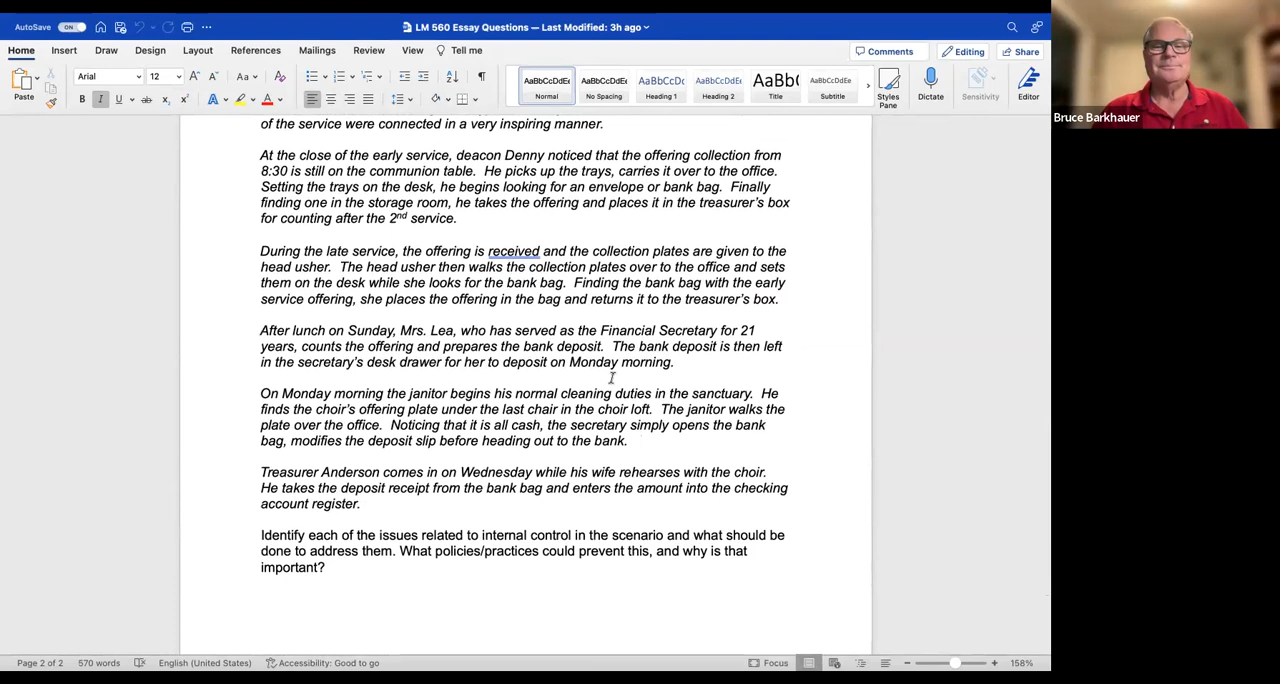 AutoSave ON LM 560 Essay Questions — Last Modified: 3h ago
Home Insert Draw Design Layout References Mailings Review View Tell me Comments Editing Share
Paste Arial 12 Aa AaBbCcDdEe AaBbCcDdEe AaBbCcDc AaBbCcDdEe AaBb( AaBbCcDdEe
Normal No Spacing Heading 1 Heading 2 Title Subtitle Styles Pane Dictate Sensitivity Editor
Bruce Barkhauer
of the service were connected in a very inspiring manner.
At the close of the early service, deacon Denny noticed that the offering collection from
8:30 is still on the communion table. He picks up the trays, carries it over to the office.
Setting the trays on the desk, he begins looking for an envelope or bank bag. Finally
finding one in the storage room, he takes the offering and places it in the treasurer's box
for counting after the 2nd service.
During the late service, the offering is received and the collection plates are given to the
head usher. The head usher then walks the collection plates over to the office and sets
them on the desk while she looks for the bank bag. Finding the bank bag with the early
service offering, she places the offering in the bag and returns it to the treasurer's box.
After lunch on Sunday, Mrs. Lea, who has served as the Financial Secretary for 21
years, counts the offering and prepares the bank deposit. The bank deposit is then left
in the secretary's desk drawer for her to deposit on Monday morning.
On Monday morning the janitor begins his normal cleaning duties in the sanctuary. He
finds the choir's offering plate under the last chair in the choir loft. The janitor walks the
plate over the office. Noticing that it is all cash, the secretary simply opens the bank
bag, modifies the deposit slip before heading out to the bank.
Treasurer Anderson comes in on Wednesday while his wife rehearses with the choir.
He takes the deposit receipt from the bank bag and enters the amount into the checking
account register.
Identify each of the issues related to internal control in the scenario and what should be
done to address them. What policies/practices could prevent this, and why is that
important?
Page 2 of 2 570 words English (United States) Accessibility: Good to go Focus 158%